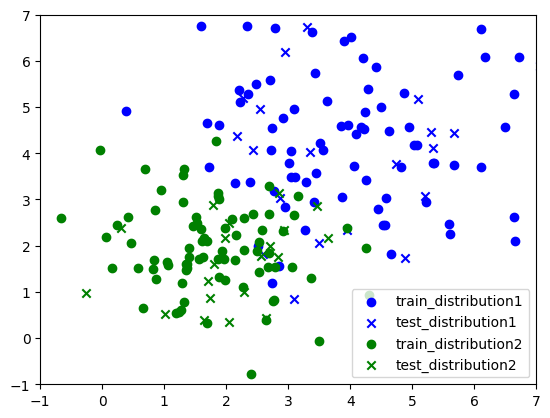 7
6
5
4
3
2
1
0
−1
−1 0 1 2 3 4 5 6 7
train_distribution1
test_distribution1
train_distribution2
test_distribution2